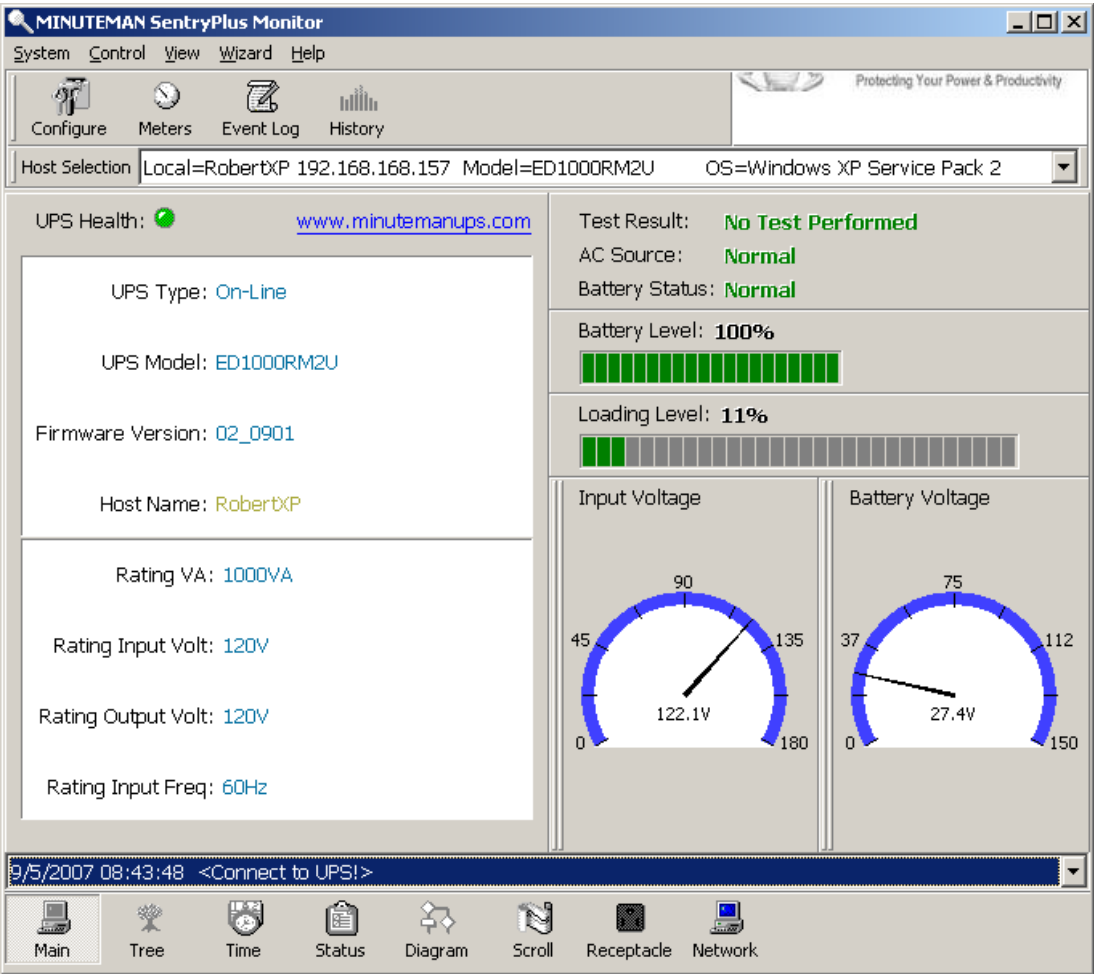 MINUTEMAN SentryPlus Monitor
System Control View Wizard Help
Configure Meters Event Log History
Protecting Your Power & Productivity
Host Selection Local=RobertXP 192.168.168.157 Model=ED1000RM2U OS=Windows XP Service Pack 2
UPS Health: www.minutemanups.com
UPS Type: On-Line
UPS Model: ED1000RM2U
Firmware Version: 02_0901
Host Name: RobertXP
Rating VA: 1000VA
Rating Input Volt: 120V
Rating Output Volt: 120V
Rating Input Freq: 60Hz
Test Result: No Test Performed
AC Source: Normal
Battery Status: Normal
Battery Level: 100%
Loading Level: 11%
Input Voltage
90
45 135
122.1V
0 180
Battery Voltage
75
37 112
27.4V
0 150
9/5/2007 08:43:48 <Connect to UPS!>
Main Tree Time Status Diagram Scroll Receptacle Network